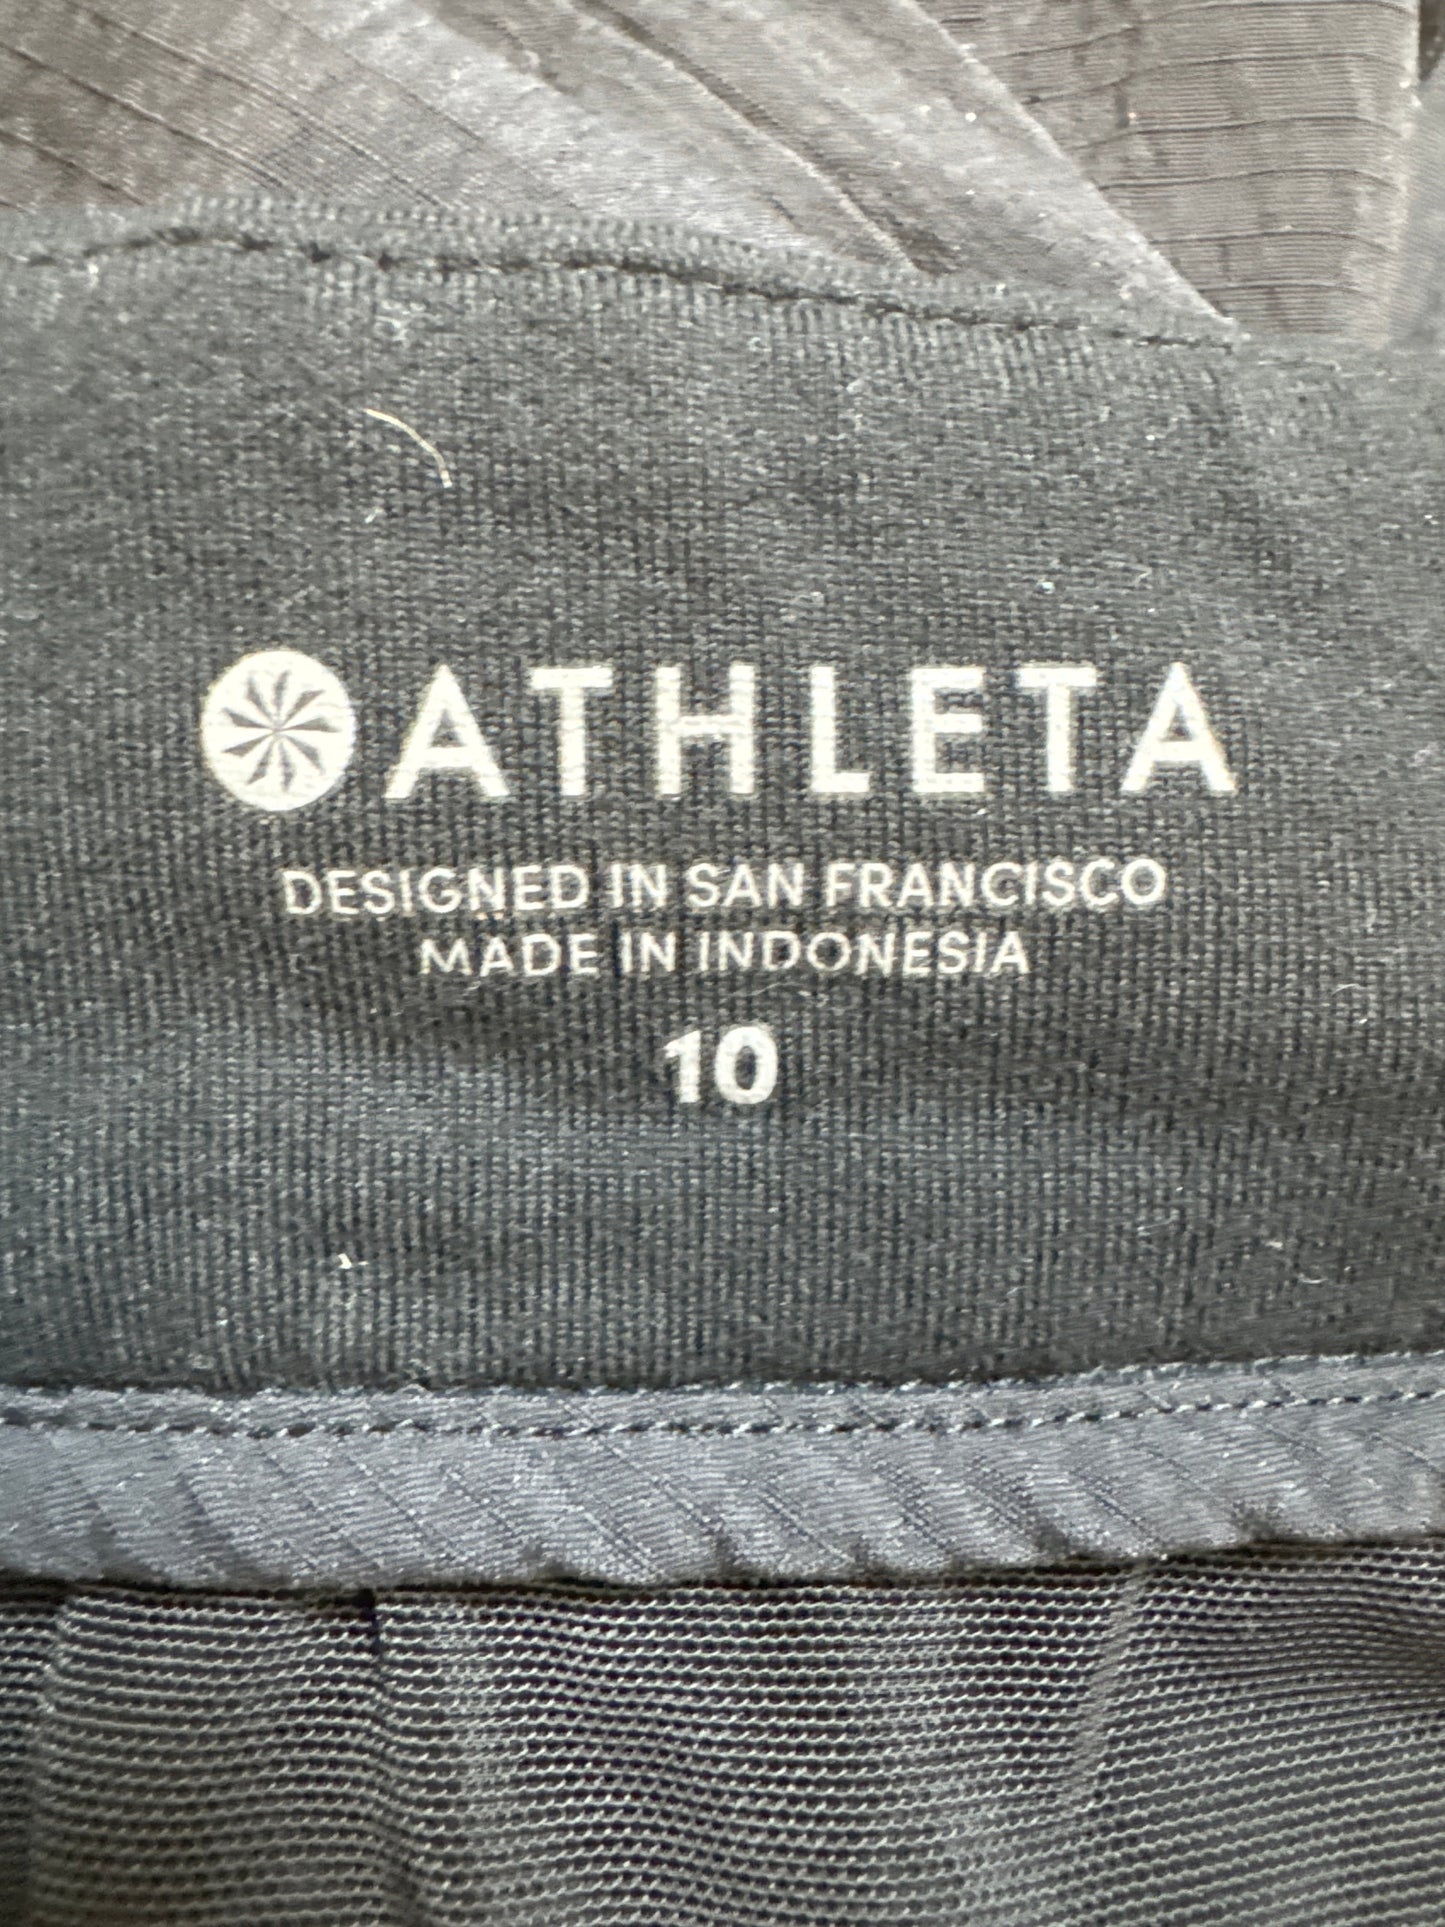 ATHLETA
DESIGNED IN SAN FRANCISCO
MADE IN INDONESIA
10